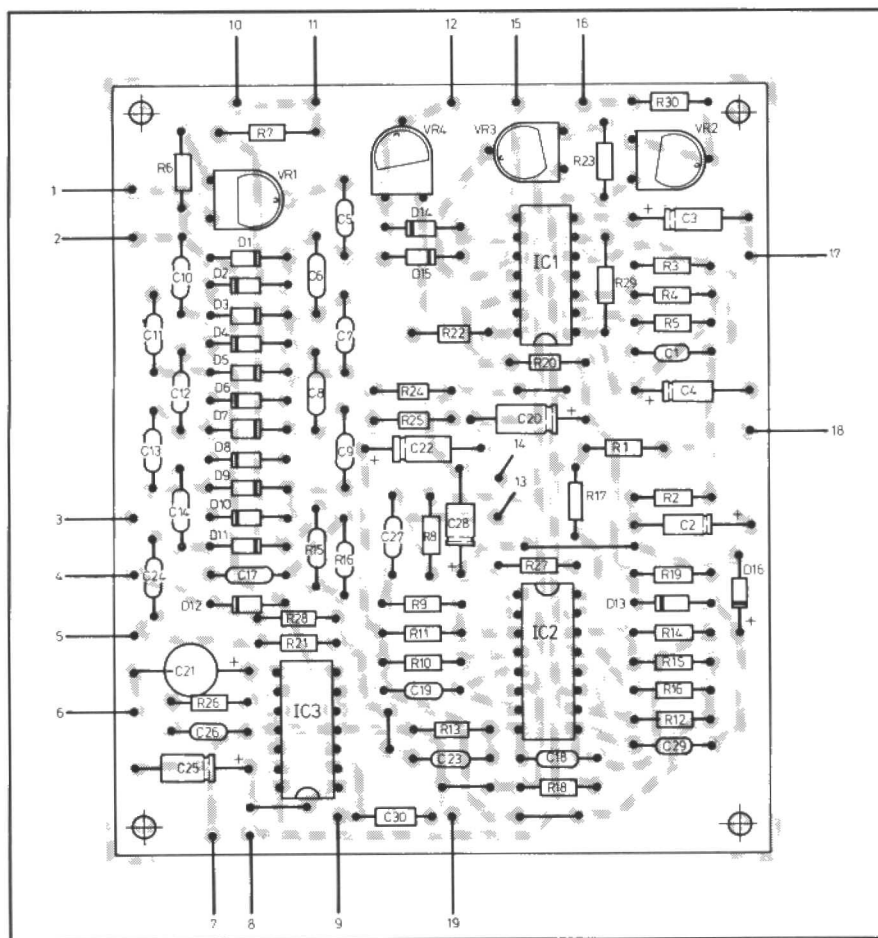 10 11 12 15 16
R30
R7 VR4 VR3 VR2
R6 R23
VR1
1
C5 C3
D14
2 D1 IC1 17
C10 D2 C6 D15 R3
D3 R29 R4
C11 D4 C7 R22 R5
D5 R20 C1
C12 D6 C8 R24 C4
D7 R25 C20
C13 D8 C9 C22 14 R1 18
D9 13
C14 D10 R17 R2
3 D11 R15 R16 C27 R8 C28 C2
4 C24 C17 R27 R19 D16
D12 R28 R9 D13
5 R21 R11 IC2 R14
C21 R10 R15
6 R26 IC3 C19 R16
C26 R13 R12
C25 C23 C18 C29
R18
C30
7 8 9 19